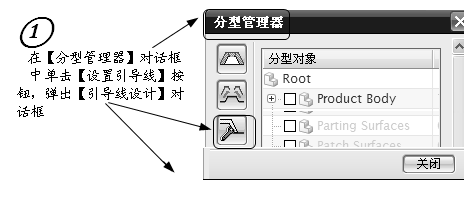 1
在【分型管理器】对话框
中单击【设置引导线】按
钮，弹出【引导线设计】对
话框
分型管理器
分型对象
Root
Product Body
Parting Surfaces
Patch Surfaces
关闭